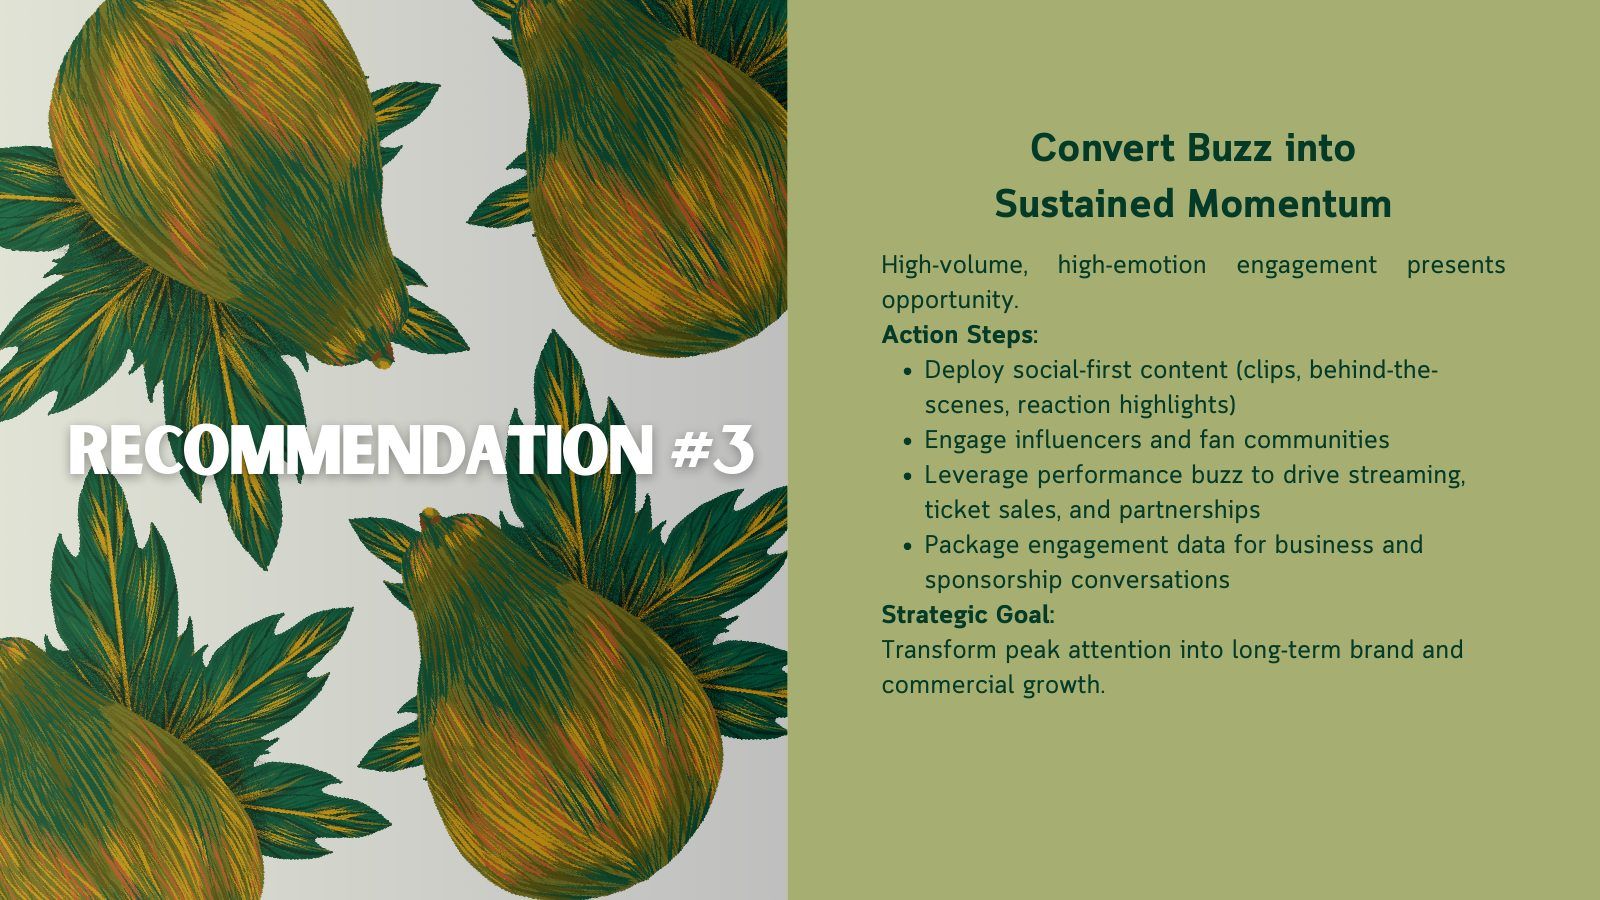 RECOMMENDATION #3
Convert Buzz into
Sustained Momentum
High-volume, high-emotion engagement presents
opportunity.
Action Steps:
• Deploy social-first content (clips, behind-the-
scenes, reaction highlights)
• Engage influencers and fan communities
• Leverage performance buzz to drive streaming,
ticket sales, and partnerships
• Package engagement data for business and
sponsorship conversations
Strategic Goal:
Transform peak attention into long-term brand and
commercial growth.